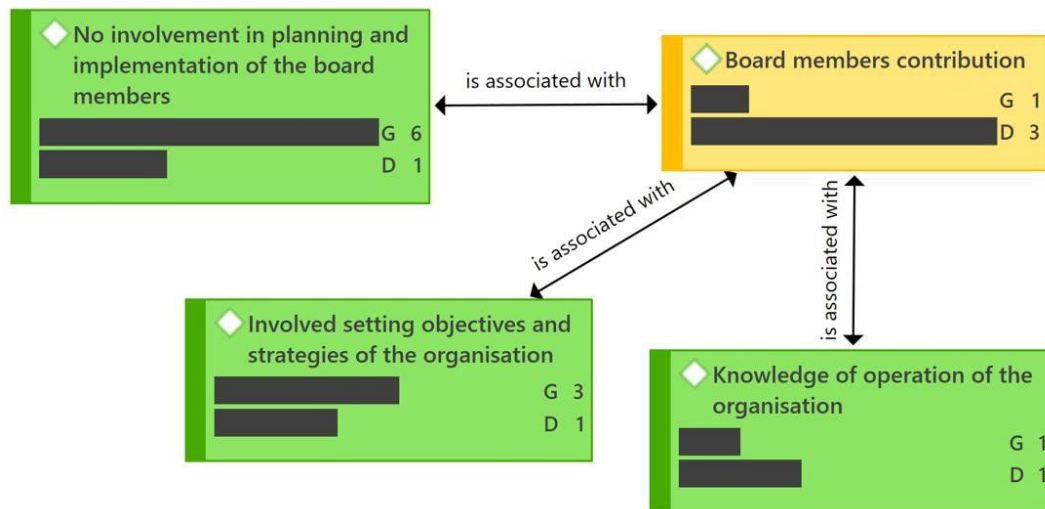 No involvement in planning and
implementation of the board
members
G 6
D 1
is associated with
Board members contribution
G 1
D 3
is associated with
is associated with
Involved setting objectives and
strategies of the organisation
G 3
D 1
Knowledge of operation of the
organisation
G 1
D 1